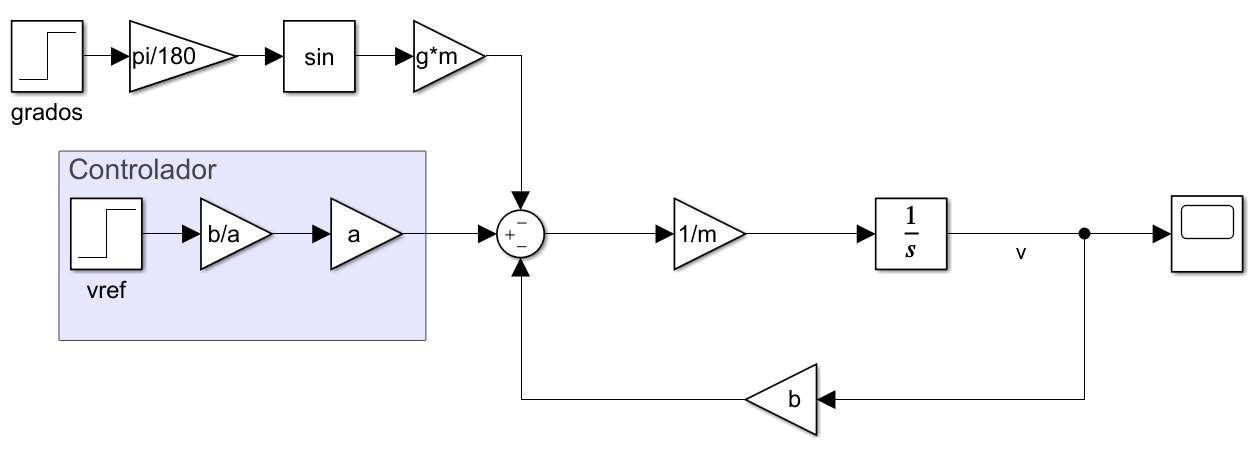 pi/180
sin
g*m
grados
Controlador
b/a
a
vref
−
+
−
1/m
1
s
v
b